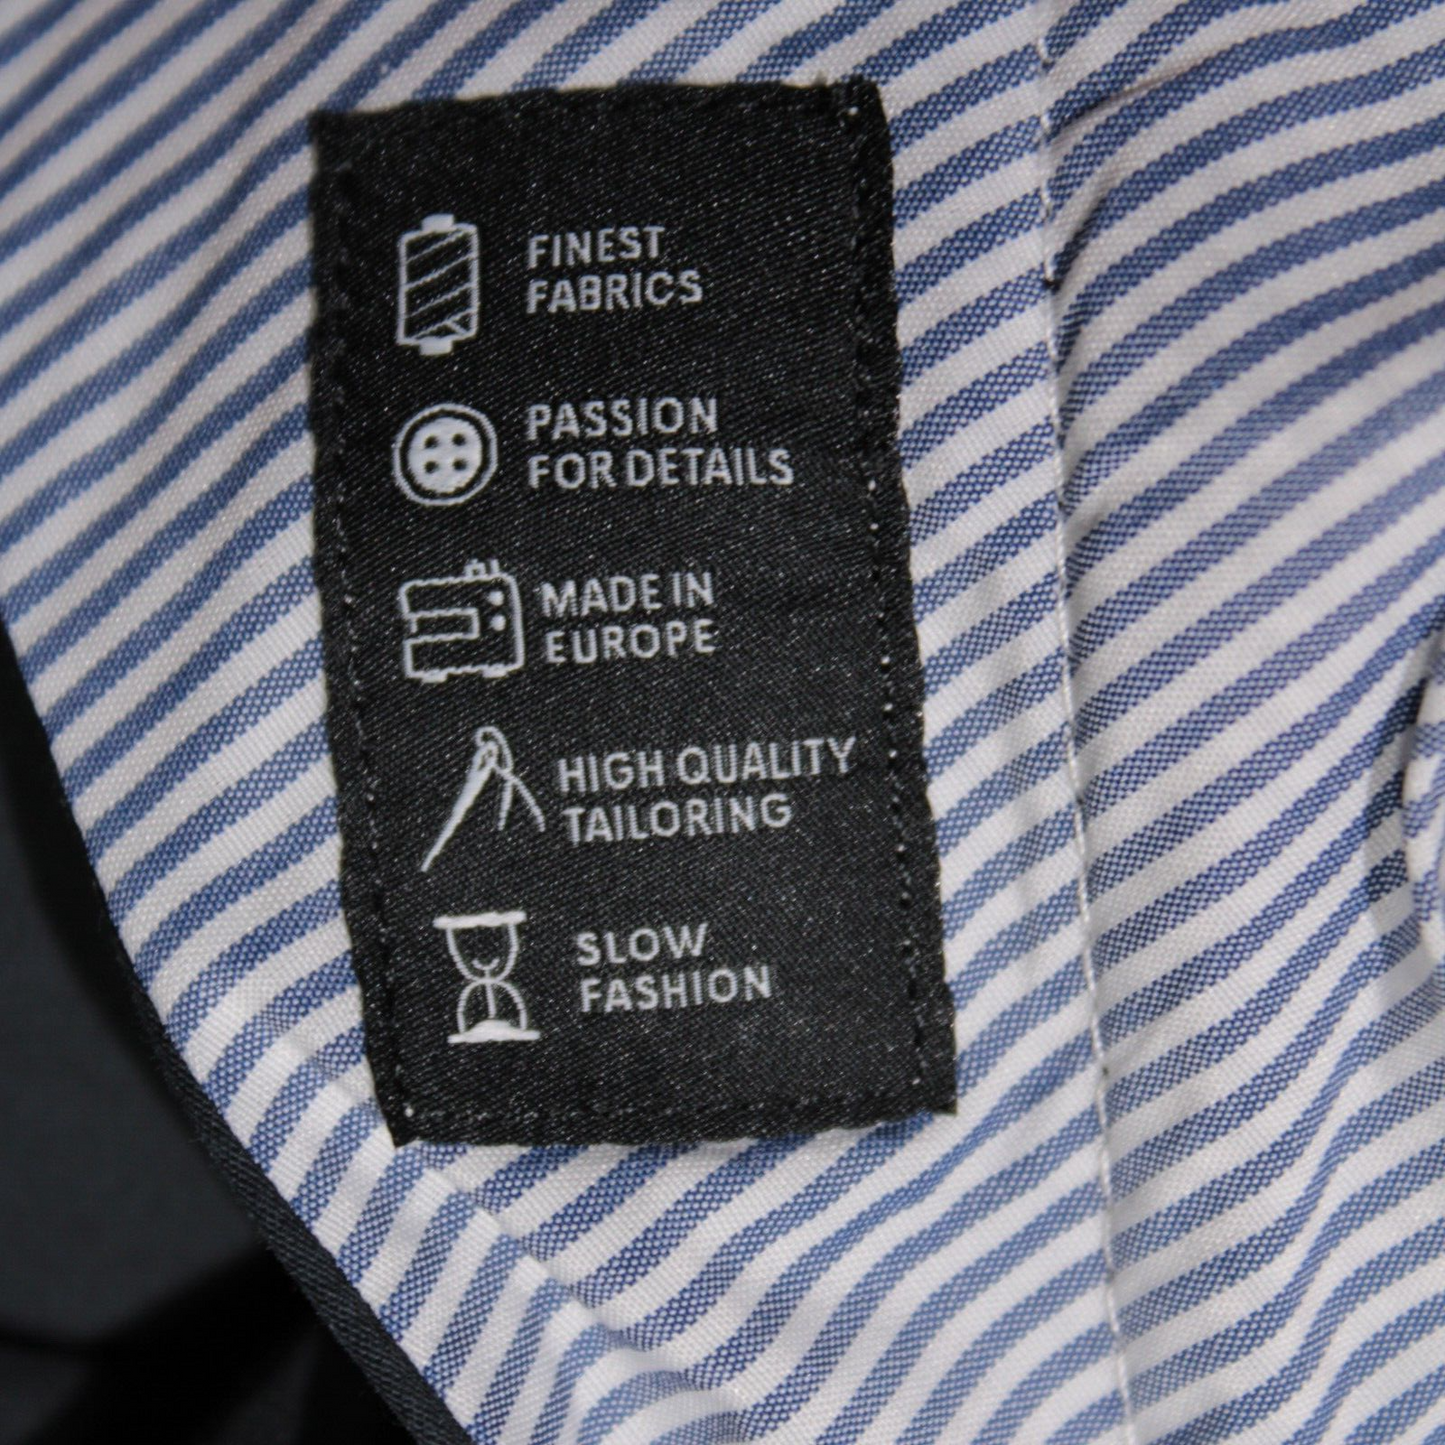 FINEST
FABRICS
PASSION
FOR DETAILS
MADE IN
EUROPE
HIGH QUALITY
TAILORING
SLOW
FASHION